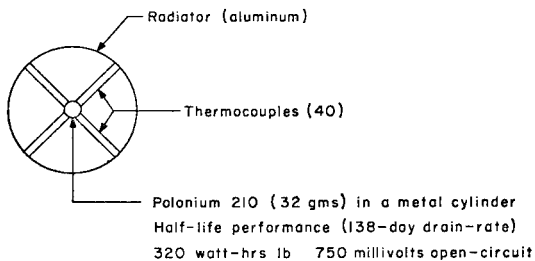 Radiator (aluminum)
Thermocouples (40)
Polonium 210 (32 gms) in a metal cylinder
Half-life performance (138-day drain-rate)
320 watt-hrs lb 750 millivolts open-circuit